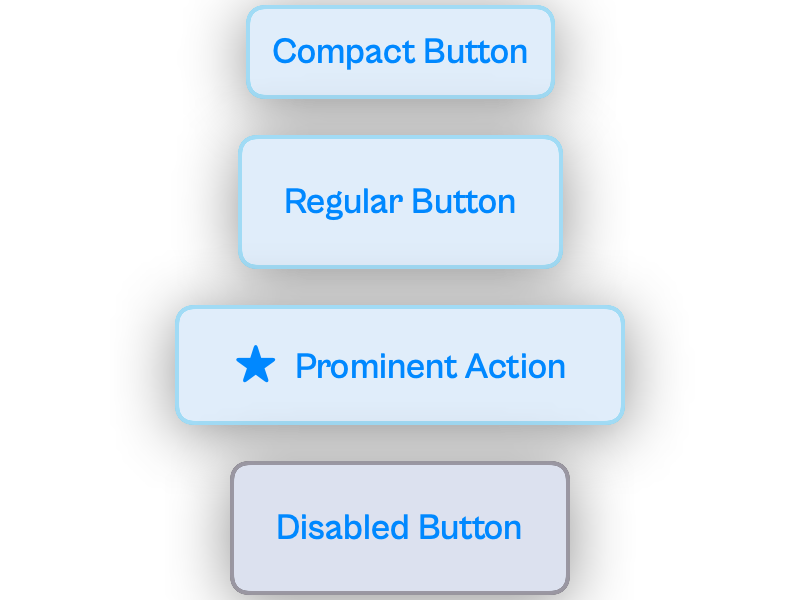 Compact Button
Regular Button
Prominent Action
Disabled Button